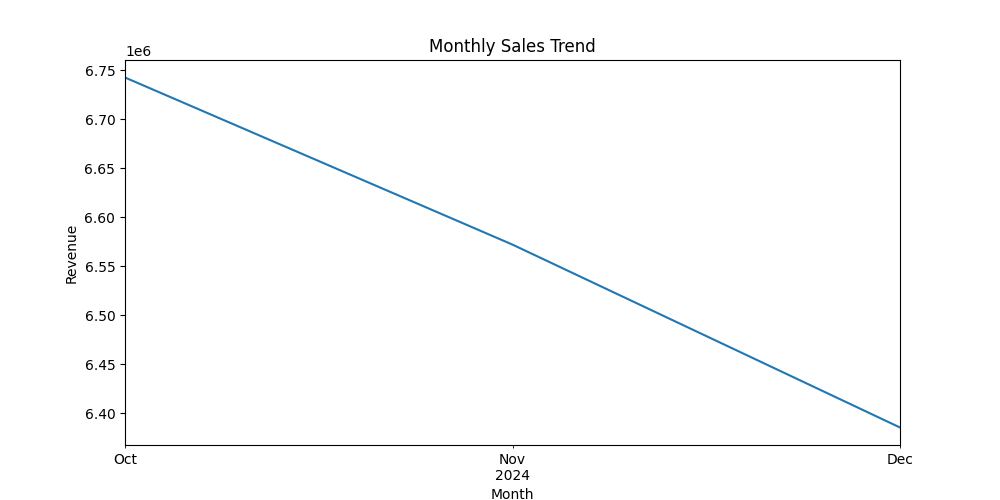 Monthly Sales Trend
1e6
6.75
6.70
6.65
6.60
6.55
6.50
6.45
6.40
Revenue
Oct
Nov
Dec
2024
Month